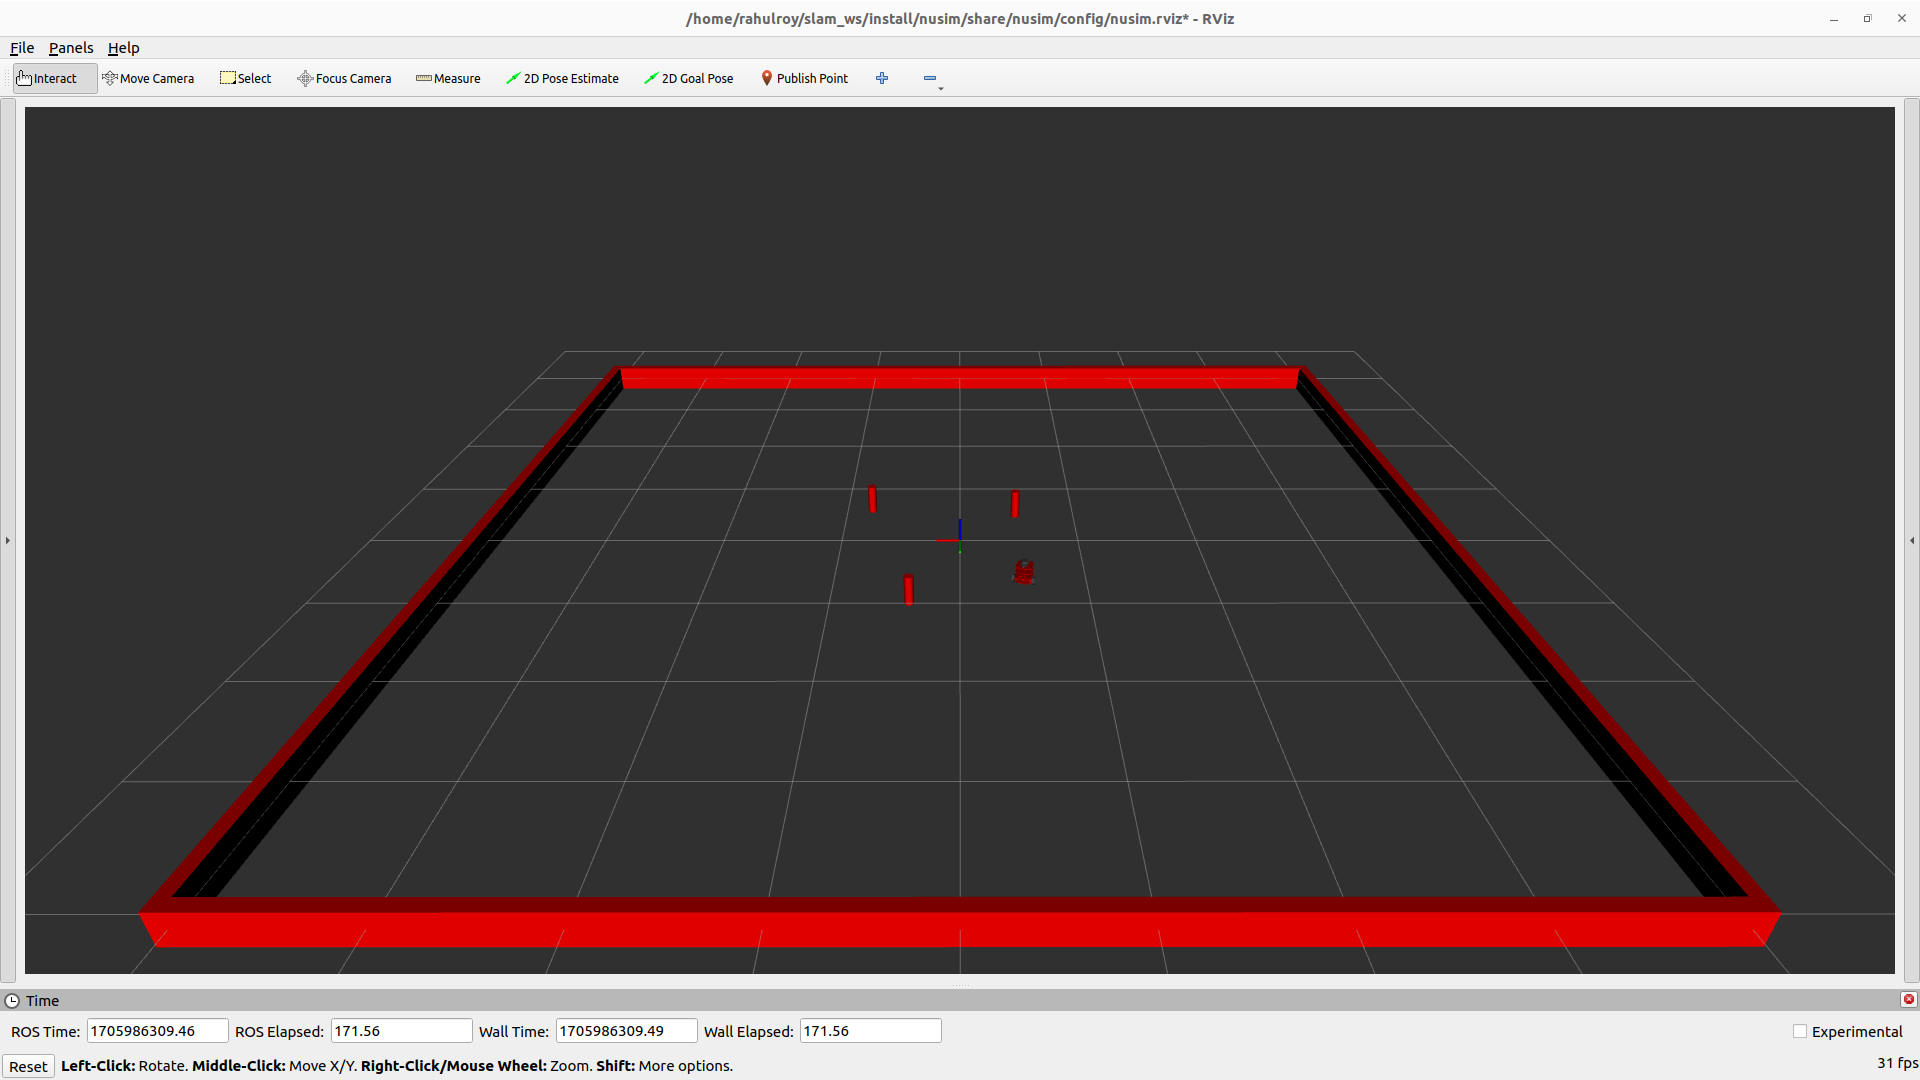 /home/rahulroy/slam_ws/install/nusim/share/nusim/config/nusim.rviz* - RViz
File Panels Help
Interact Move Camera Select Focus Camera Measure 2D Pose Estimate 2D Goal Pose Publish Point
Time
ROS Time: 1705986309.46 ROS Elapsed: 171.56 Wall Time: 1705986309.49 Wall Elapsed: 171.56 Experimental
Reset Left-Click: Rotate. Middle-Click: Move X/Y. Right-Click/Mouse Wheel: Zoom. Shift: More options. 31 fps